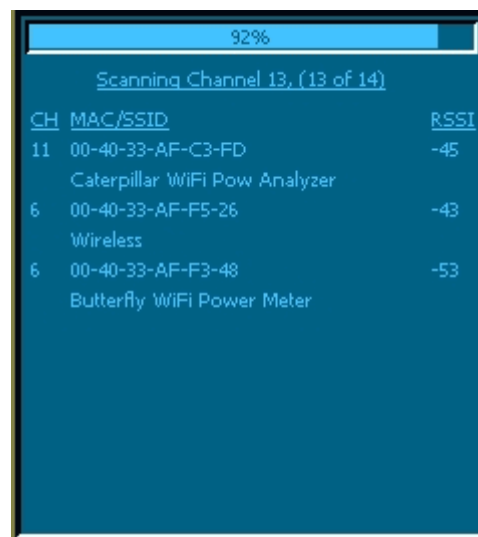 92%
Scanning Channel 13, (13 of 14)
CH MAC/SSID RSSI
11 00-40-33-AF-C3-FD -45
Caterpillar WiFi Pow Analyzer
6 00-40-33-AF-F5-26 -43
Wireless
6 00-40-33-AF-F3-48 -53
Butterfly WiFi Power Meter